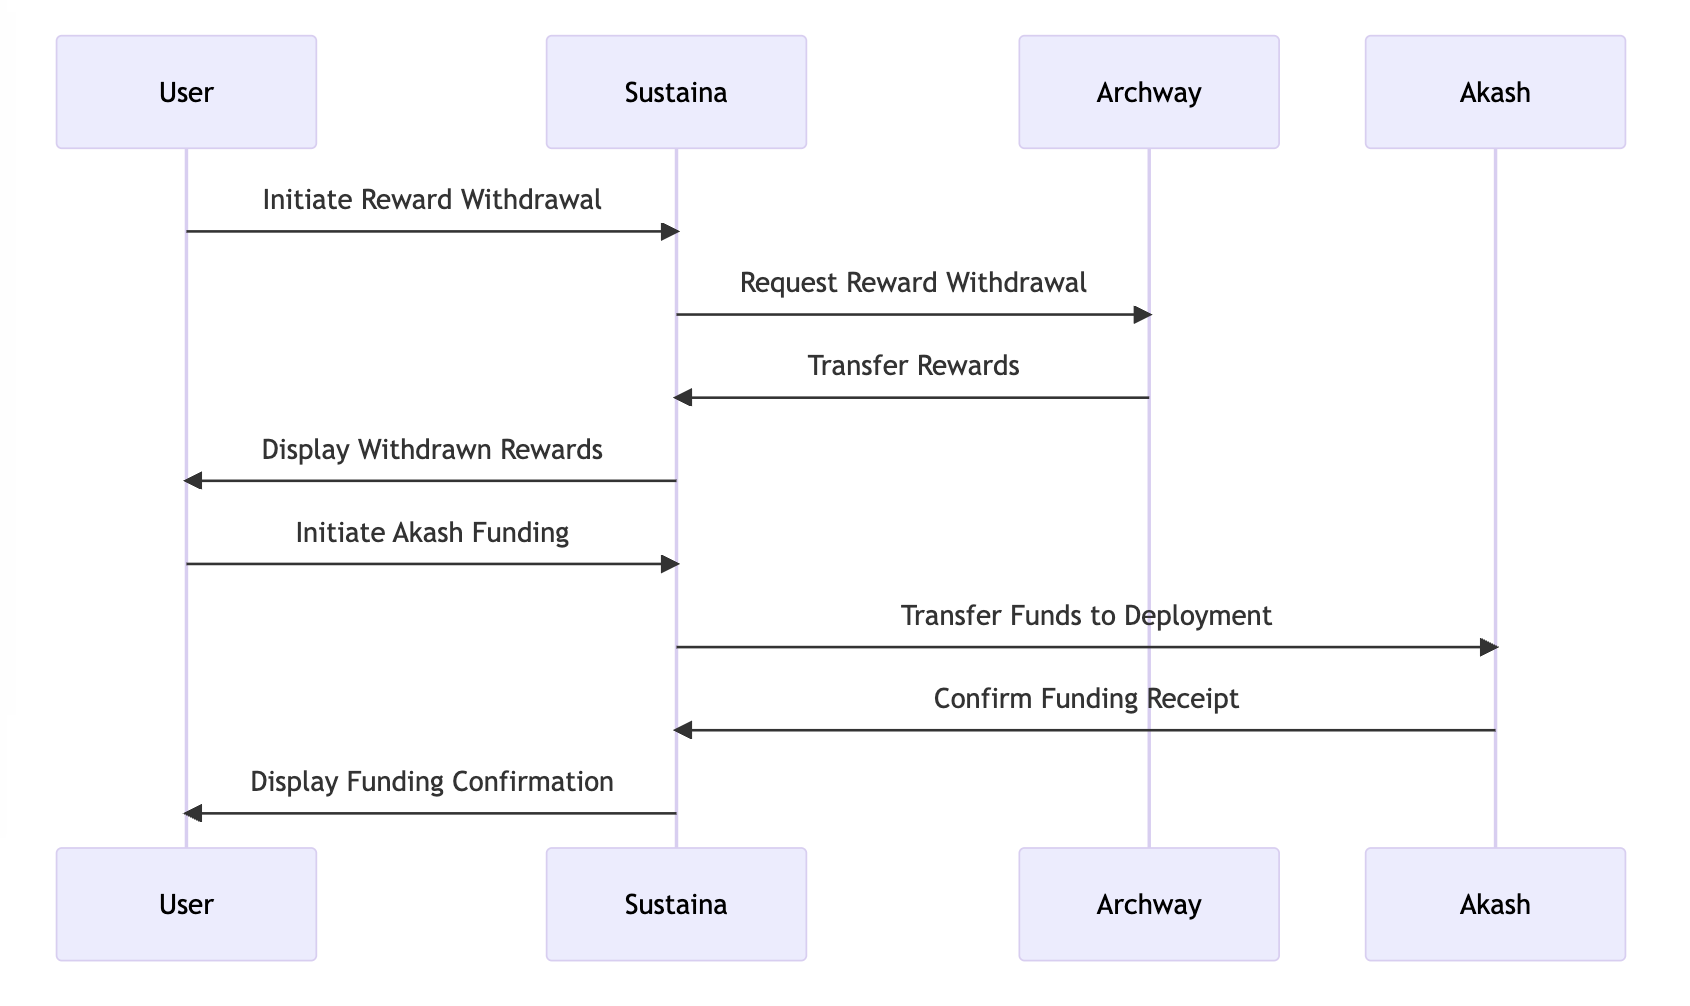 User
Sustaina
Archway
Akash
Initiate Reward Withdrawal
Request Reward Withdrawal
Transfer Rewards
Display Withdrawn Rewards
Initiate Akash Funding
Transfer Funds to Deployment
Confirm Funding Receipt
Display Funding Confirmation
User
Sustaina
Archway
Akash